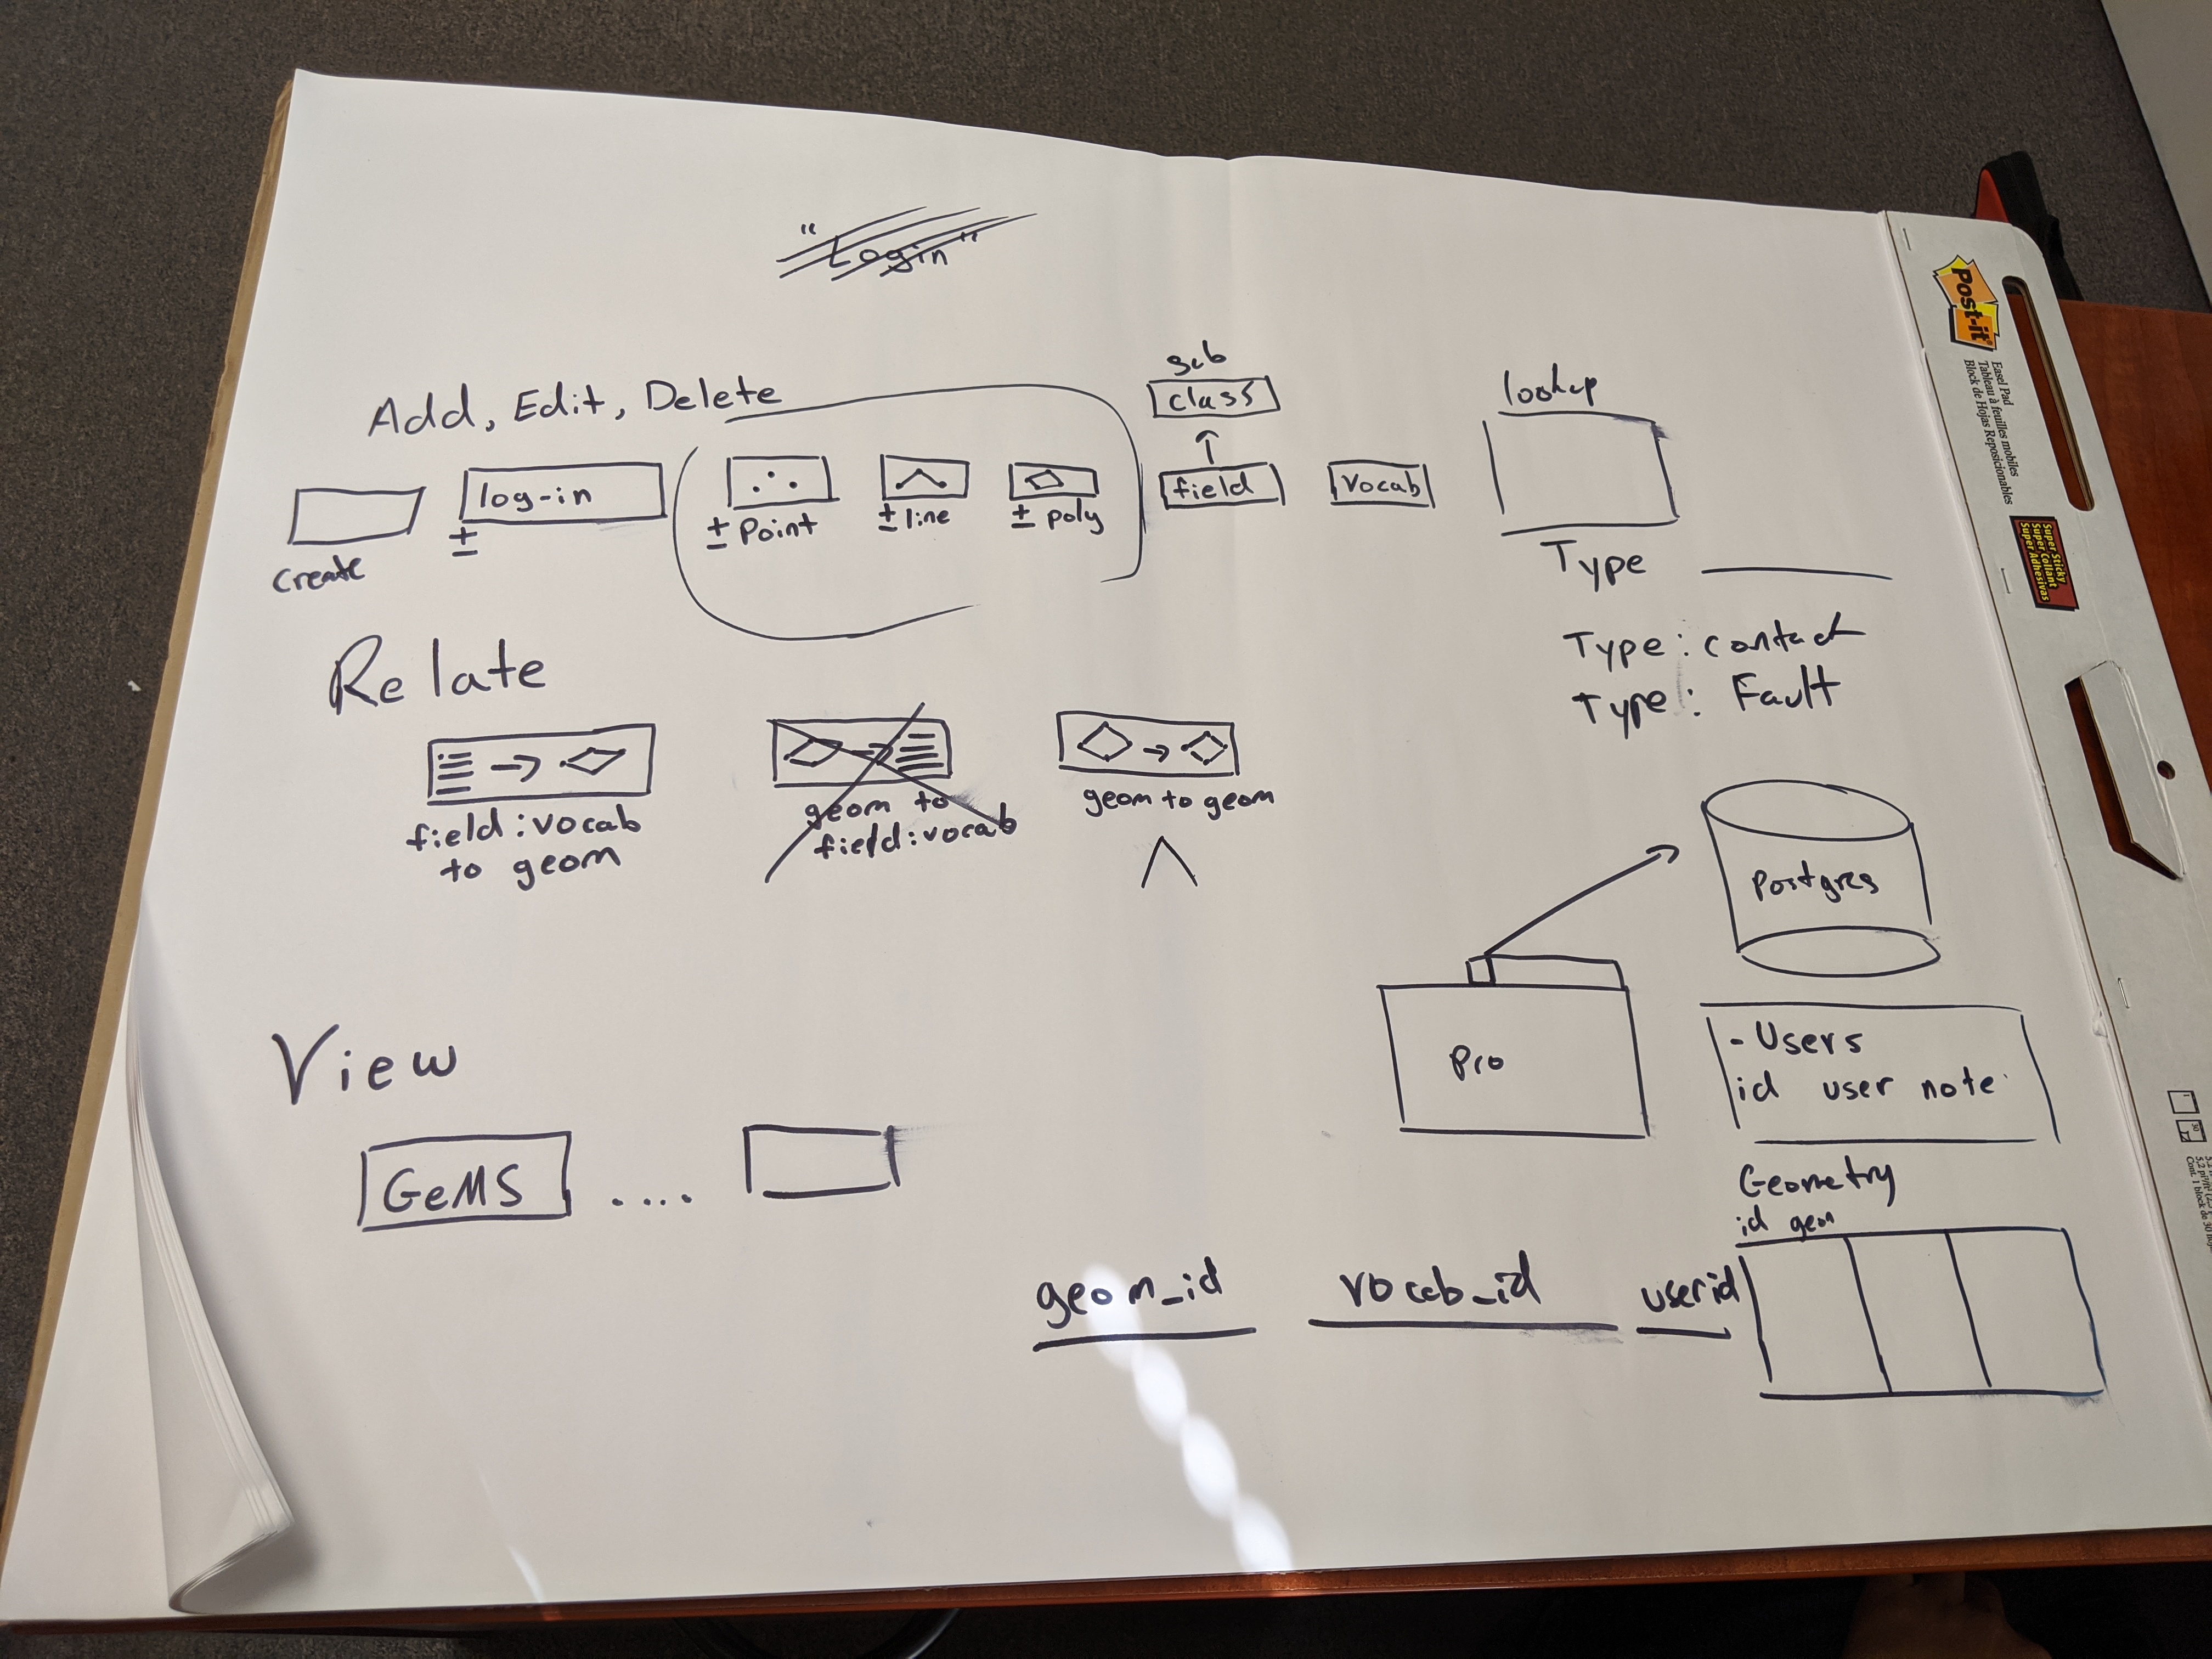 "Login"
Add, Edit, Delete
create
log-in
±
± Point
± line
± poly
sub
class
field
vocab
lookup
Type
Type: contact
Type: Fault
Relate
field:vocab
to geom
geom to
field:vocab
geom to geom
Postgres
Pro
- Users
id user note
View
GeMS ....
Geometry
id geom
geom_id vocab_id userid
Post-it
Easel Pad
Tableau à feuilles mobiles
Block de Hojas Reposicionables
Super Sticky
Super Collant
Super Adhesivas